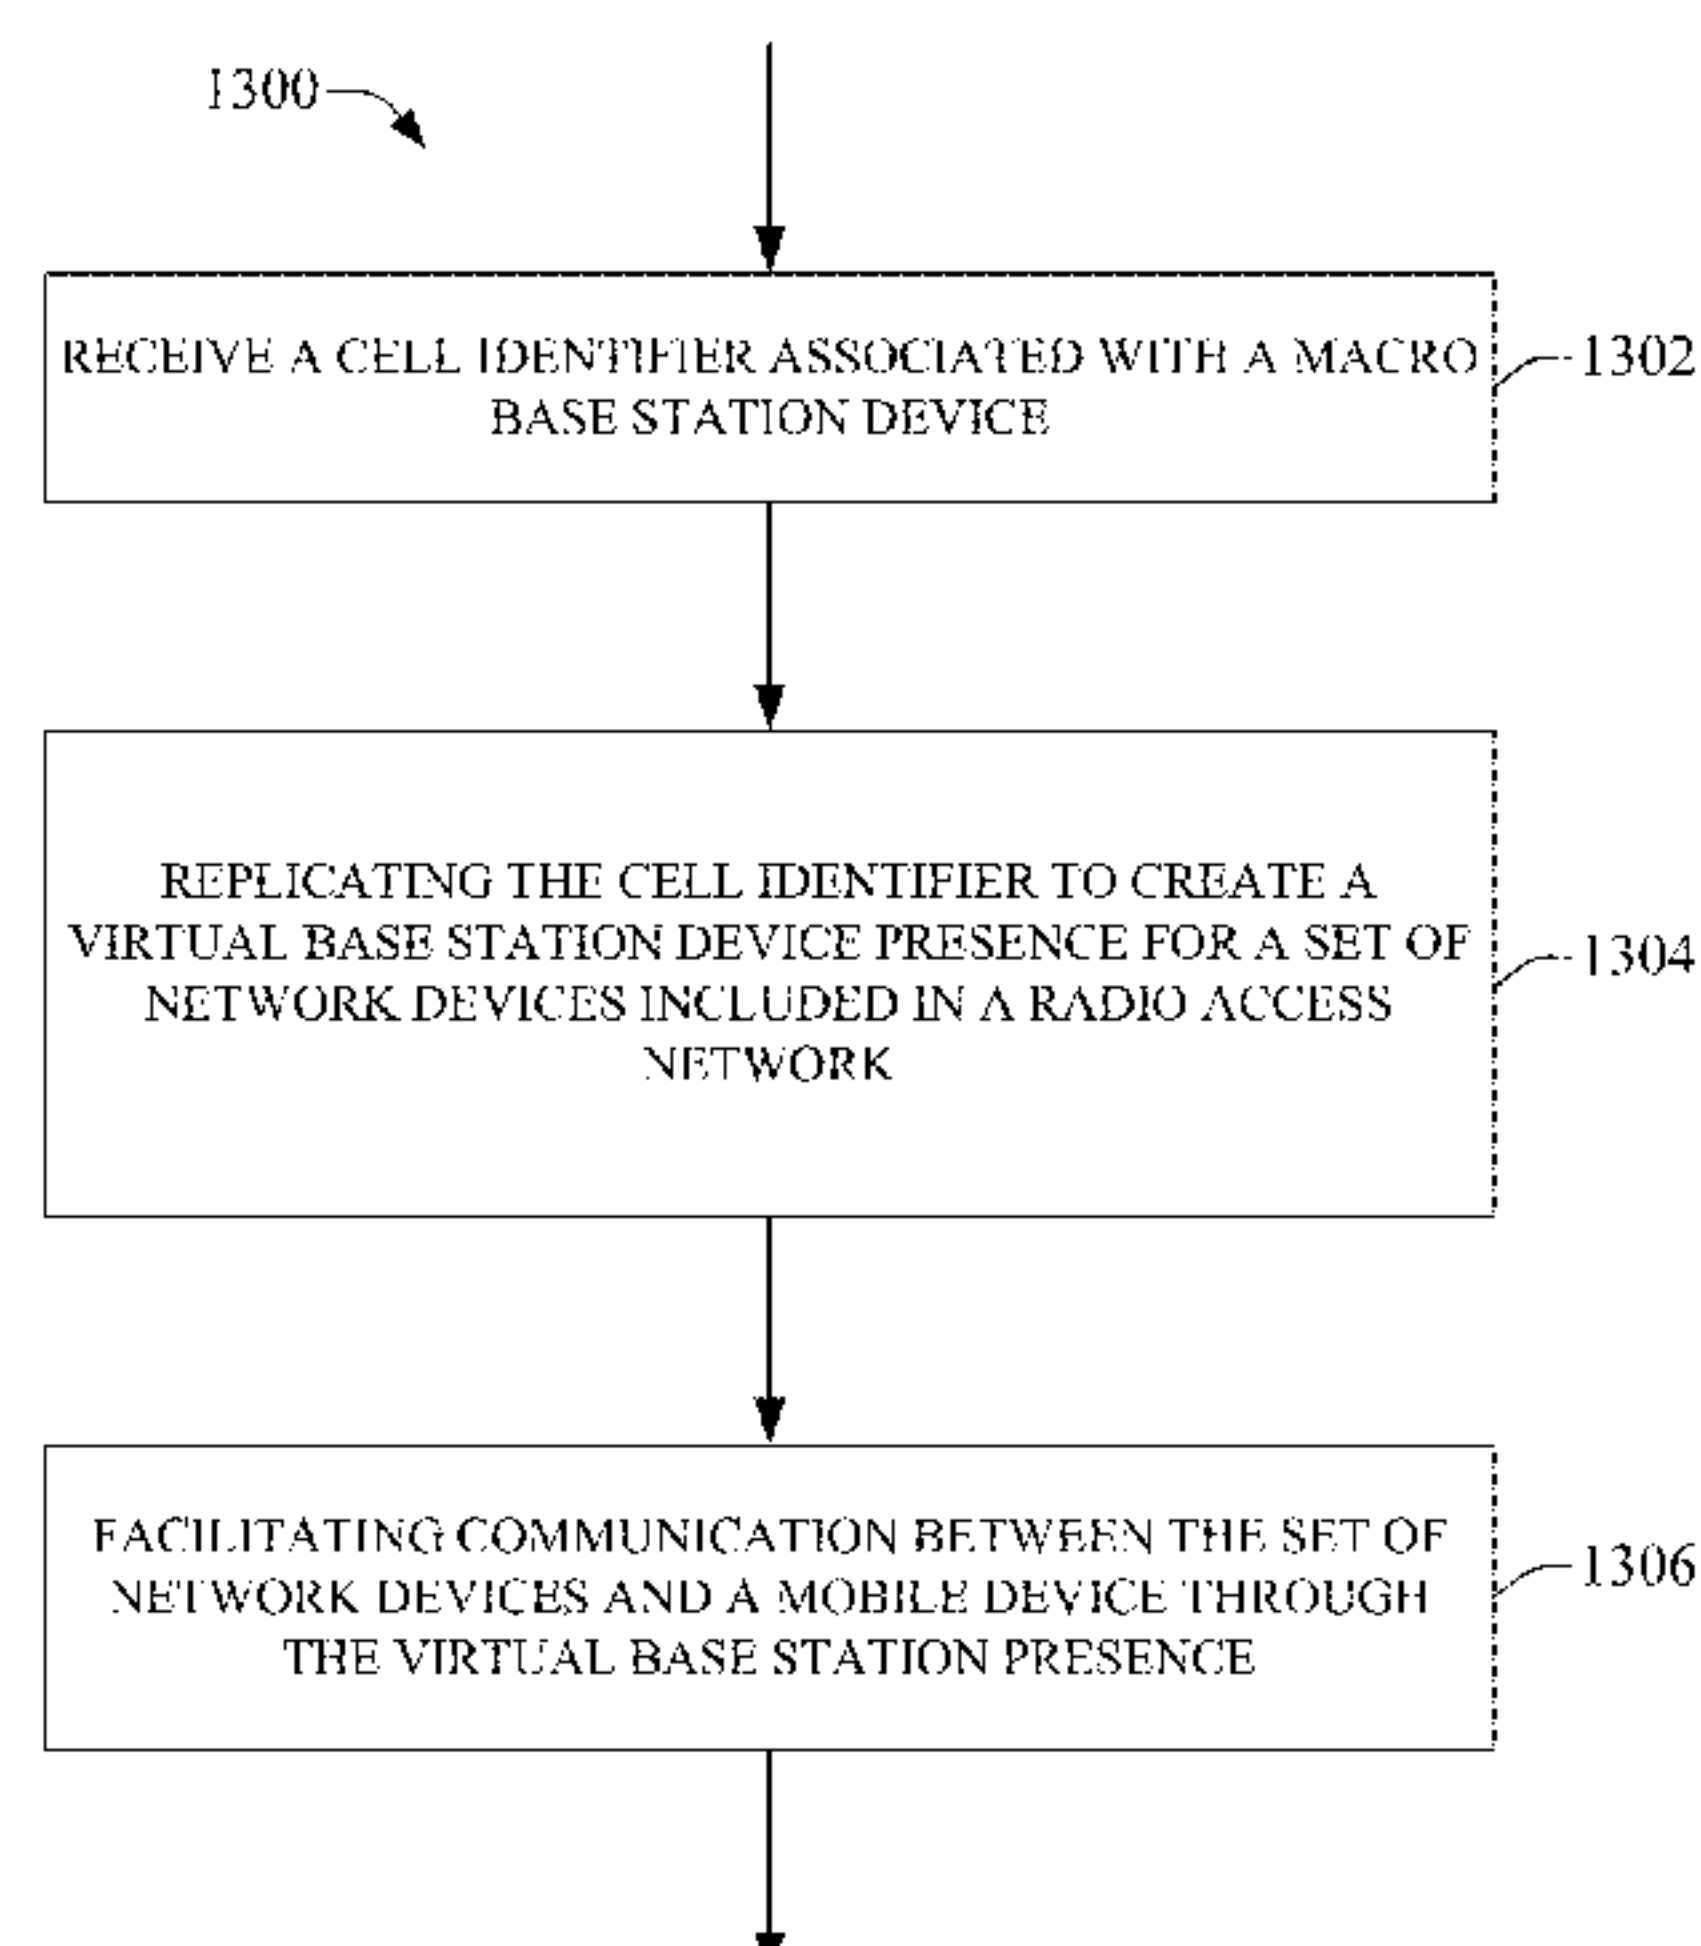 1300
RECEIVE A CELL IDENTIFIER ASSOCIATED WITH A MACRO
BASE STATION DEVICE
1302
REPLICATING THE CELL IDENTIFIER TO CREATE A
VIRTUAL BASE STATION DEVICE PRESENCE FOR A SET OF
NETWORK DEVICES INCLUDED IN A RADIO ACCESS
NETWORK
1304
FACILITATING COMMUNICATION BETWEEN THE SET OF
NETWORK DEVICES AND A MOBILE DEVICE THROUGH
THE VIRTUAL BASE STATION PRESENCE
1306